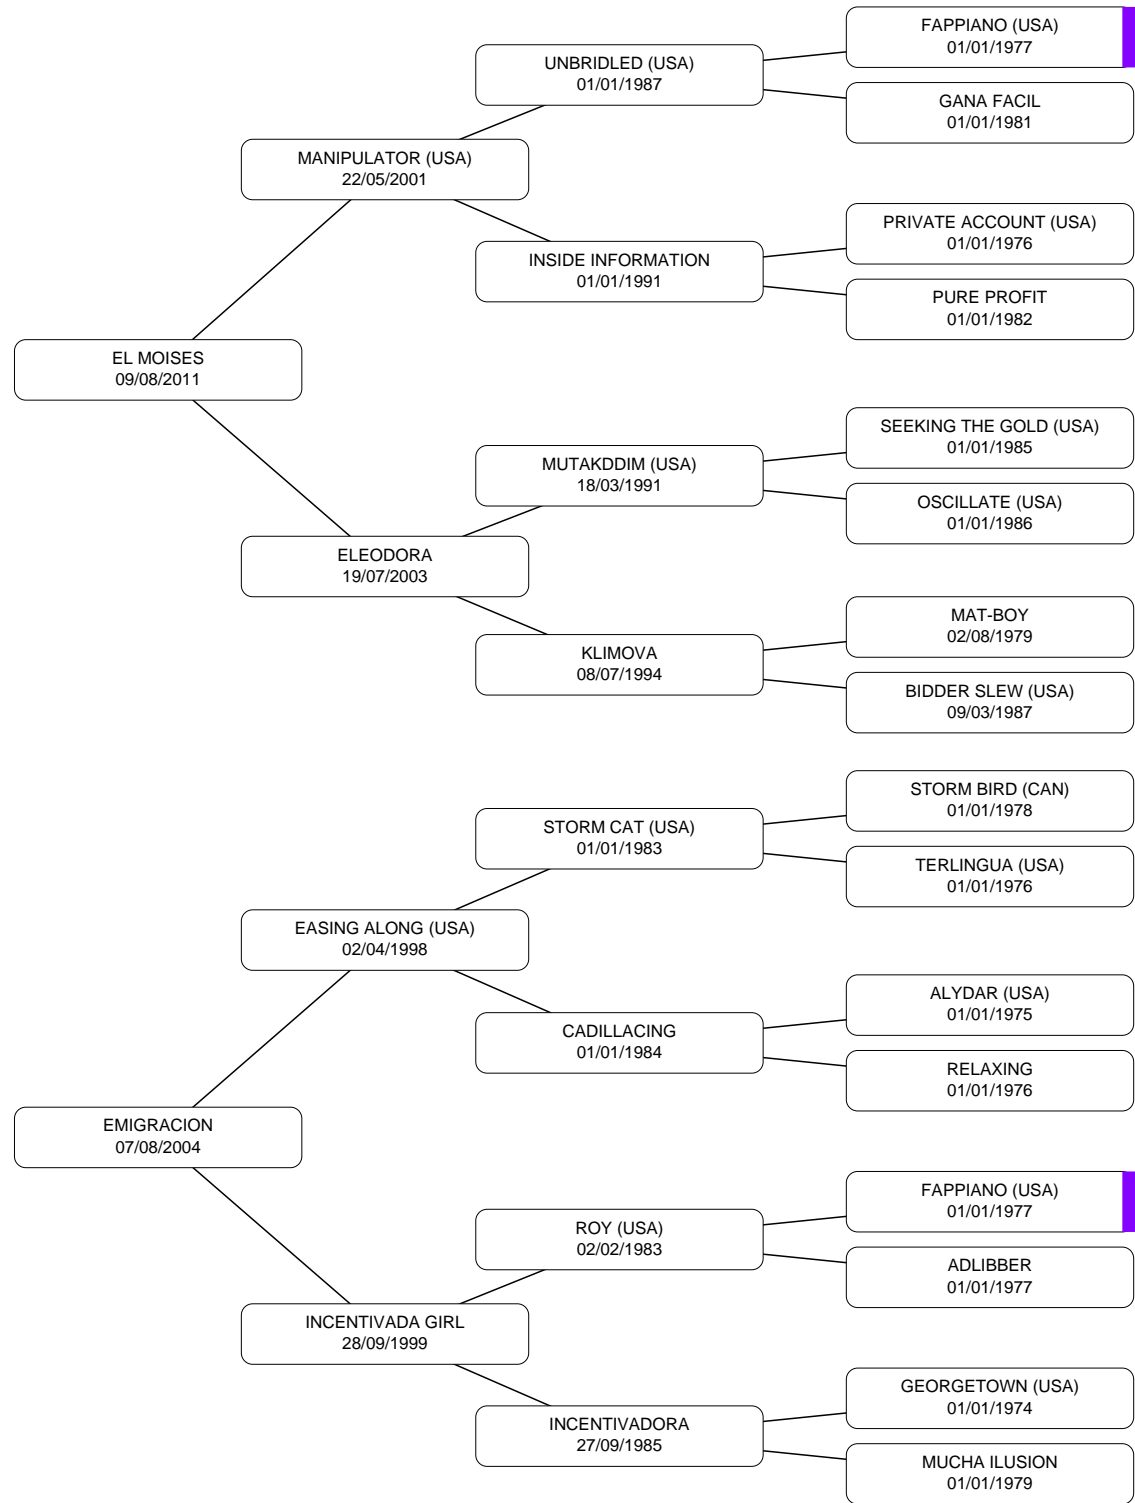 FAPPIANO (USA)
01/01/1977
UNBRIDLED (USA)
01/01/1987
GANA FACIL
01/01/1981
MANIPULATOR (USA)
22/05/2001
PRIVATE ACCOUNT (USA)
01/01/1976
INSIDE INFORMATION
01/01/1991
PURE PROFIT
01/01/1982
EL MOISES
09/08/2011
SEEKING THE GOLD (USA)
01/01/1985
MUTAKDDIM (USA)
18/03/1991
OSCILLATE (USA)
01/01/1986
ELEODORA
19/07/2003
MAT-BOY
02/08/1979
KLIMOVA
08/07/1994
BIDDER SLEW (USA)
09/03/1987
STORM BIRD (CAN)
01/01/1978
STORM CAT (USA)
01/01/1983
TERLINGUA (USA)
01/01/1976
EASING ALONG (USA)
02/04/1998
ALYDAR (USA)
01/01/1975
CADILLACING
01/01/1984
RELAXING
01/01/1976
EMIGRACION
07/08/2004
FAPPIANO (USA)
01/01/1977
ROY (USA)
02/02/1983
ADLIBBER
01/01/1977
INCENTIVADA GIRL
28/09/1999
GEORGETOWN (USA)
01/01/1974
INCENTIVADORA
27/09/1985
MUCHA ILUSION
01/01/1979